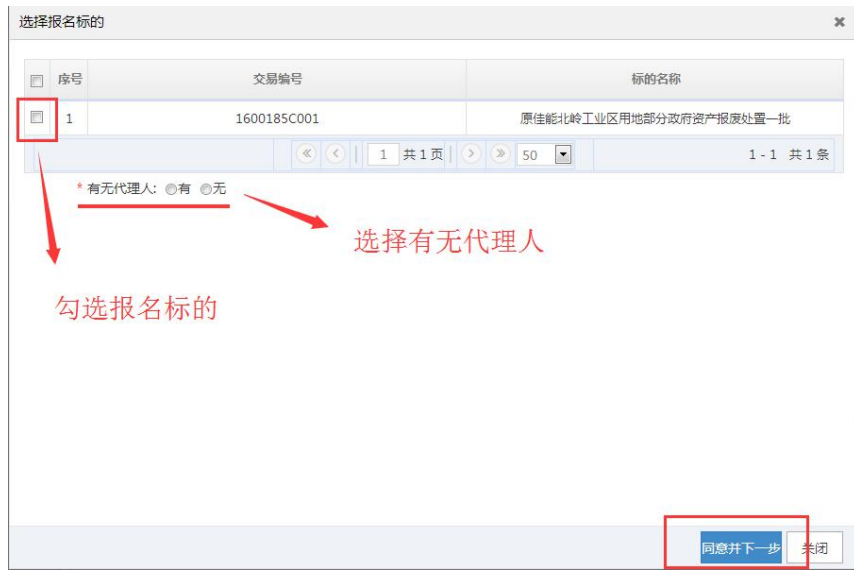 选择报名标的
序号 交易编号 标的名称
1 1600185C001 原佳能北岭工业区用地部分政府资产报废处置一批
1 共1页 50 1-1 共1条
* 有无代理人: 有 无
选择有无代理人
勾选报名标的
同意并下一步 关闭